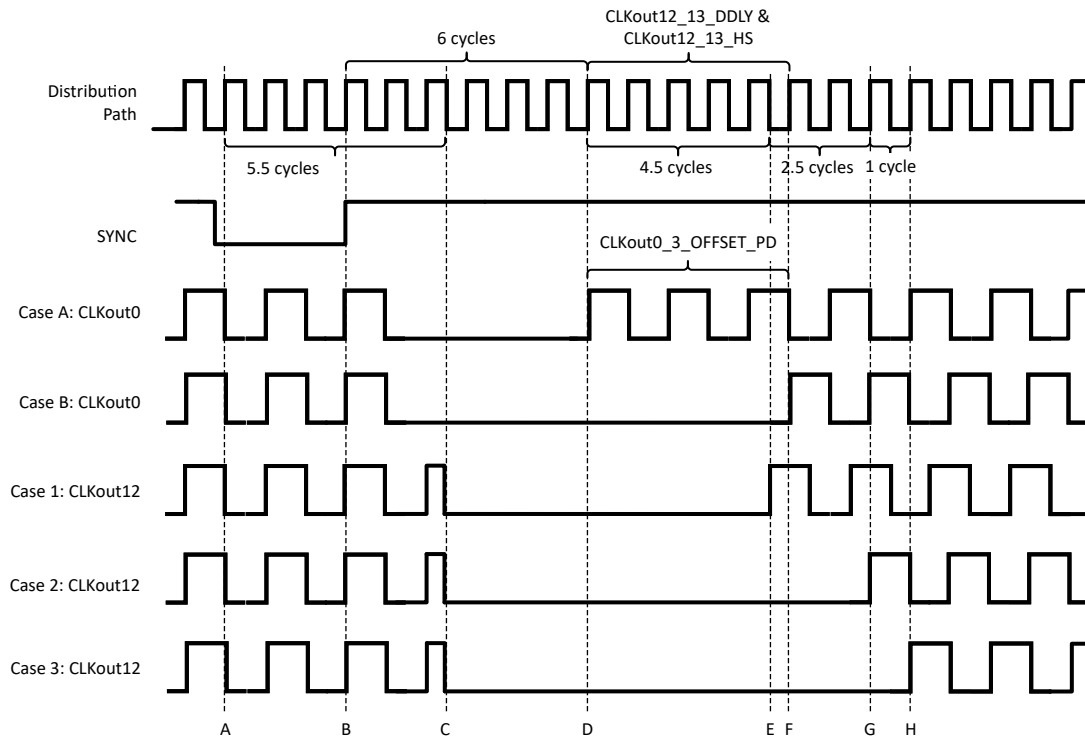 CLKout12_13_DDLY &
CLKout12_13_HS
6 cycles
Distribution
Path
5.5 cycles
4.5 cycles
2.5 cycles
1 cycle
SYNC
CLKout0_3_OFFSET_PD
Case A: CLKout0
Case B: CLKout0
Case 1: CLKout12
Case 2: CLKout12
Case 3: CLKout12
A B C D E F G H